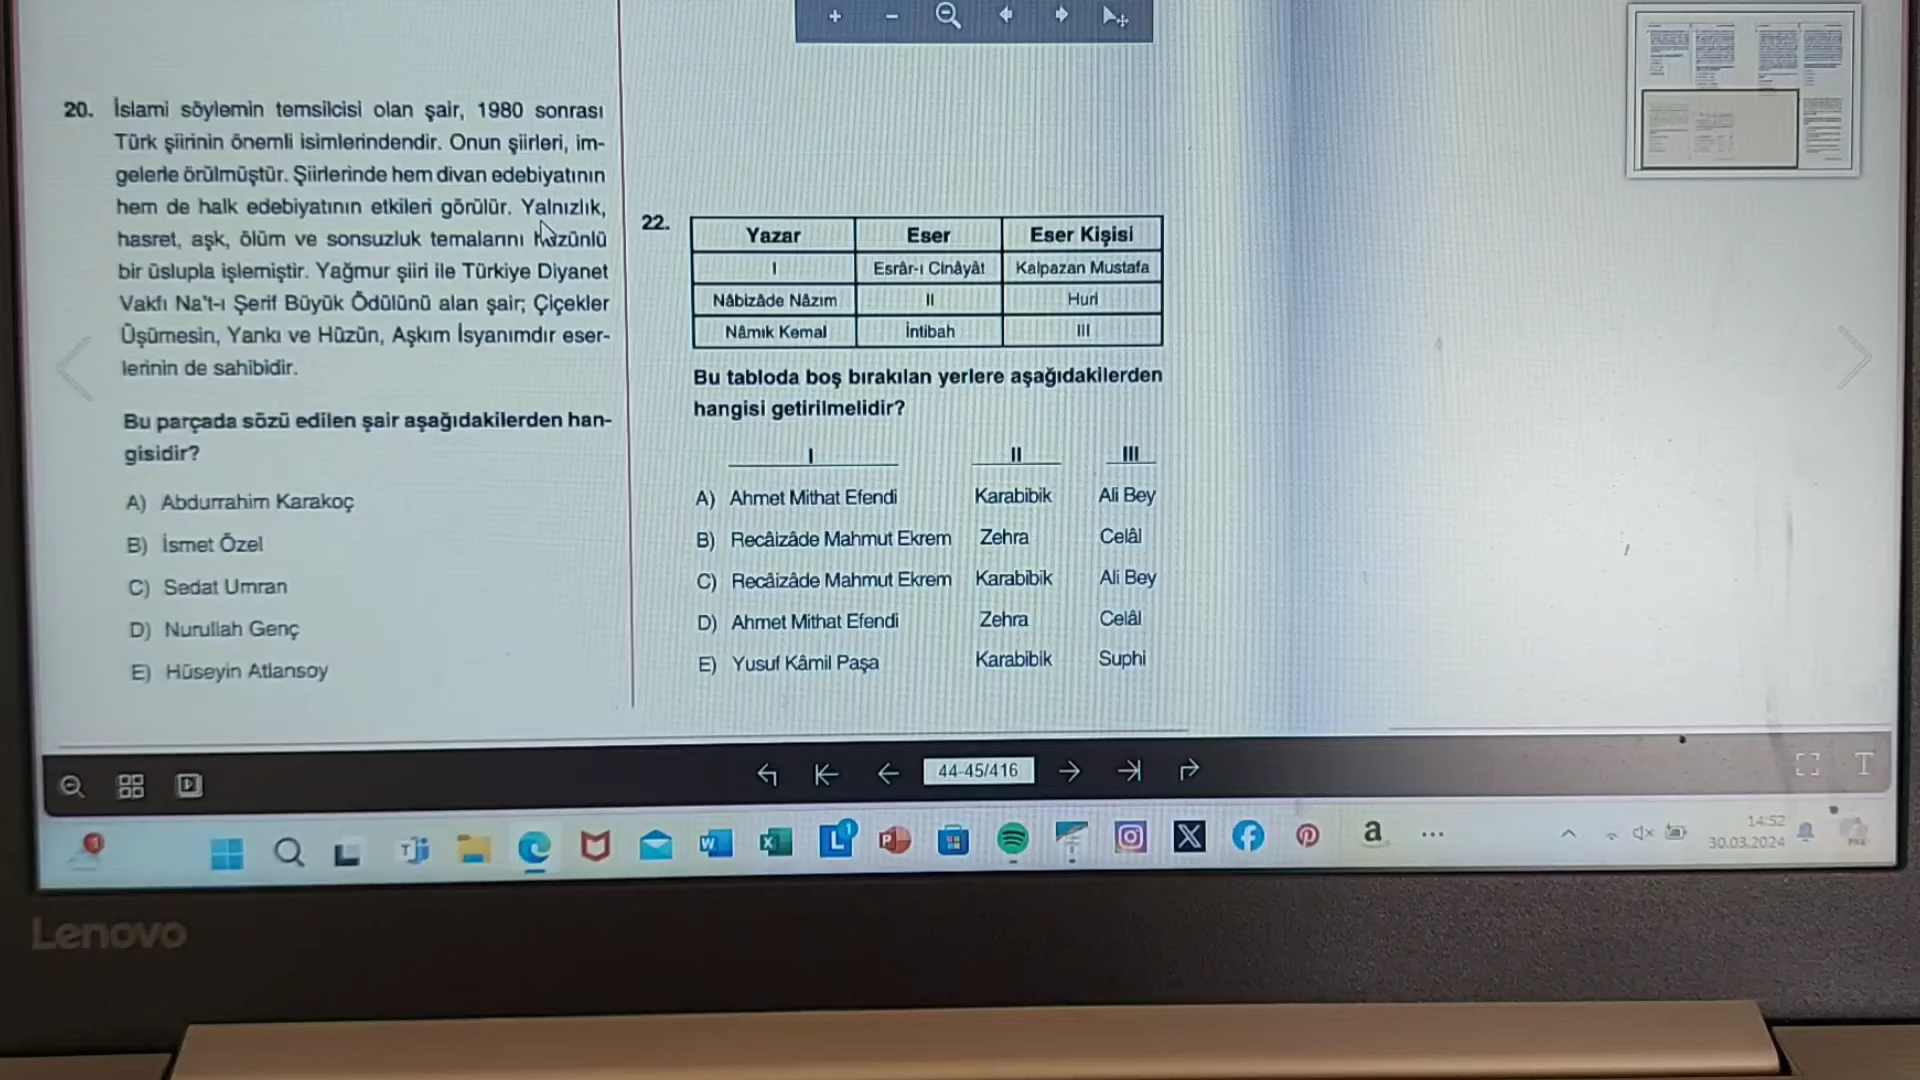 20. İslami söylemin temsilcisi olan şair, 1980 sonrası
Türk şiirinin önemli isimlerindendir. Onun şiirleri, im-
gelerle örülmüştür. Şiirlerinde hem divan edebiyatının
hem de halk edebiyatının etkileri görülür. Yalnızlık,
hasret, aşk, ölüm ve sonsuzluk temalarını hüzünlü
bir üslupla işlemiştir. Yağmur şiiri ile Türkiye Diyanet
Vakfı Na't-ı Şerif Büyük Ödülünü alan şair; Çiçekler
Üşümesin, Yankı ve Hüzün, Aşkım İsyanımdır eser-
lerinin de sahibidir.
Bu parçada sözü edilen şair aşağıdakilerden han-
gisidir?
A) Abdurrahim Karakoç
B) İsmet Özel
C) Sedat Umran
D) Nurullah Genç
E) Hüseyin Atlansoy
22.
Yazar Eser Eser Kişisi
I Esrâr-ı Cinâyât Kalpazan Mustafa
Nâbizâde Nâzım II Huri
Nâmık Kemal İntibah III
Bu tabloda boş bırakılan yerlere aşağıdakilerden
hangisi getirilmelidir?
I II III
A) Ahmet Mithat Efendi Karabibik Ali Bey
B) Recâizâde Mahmut Ekrem Zehra Celâl
C) Recâizâde Mahmut Ekrem Karabibik Ali Bey
D) Ahmet Mithat Efendi Zehra Celâl
E) Yusuf Kâmil Paşa Karabibik Suphi
44-45/416
14:52
30.03.2024
Lenovo